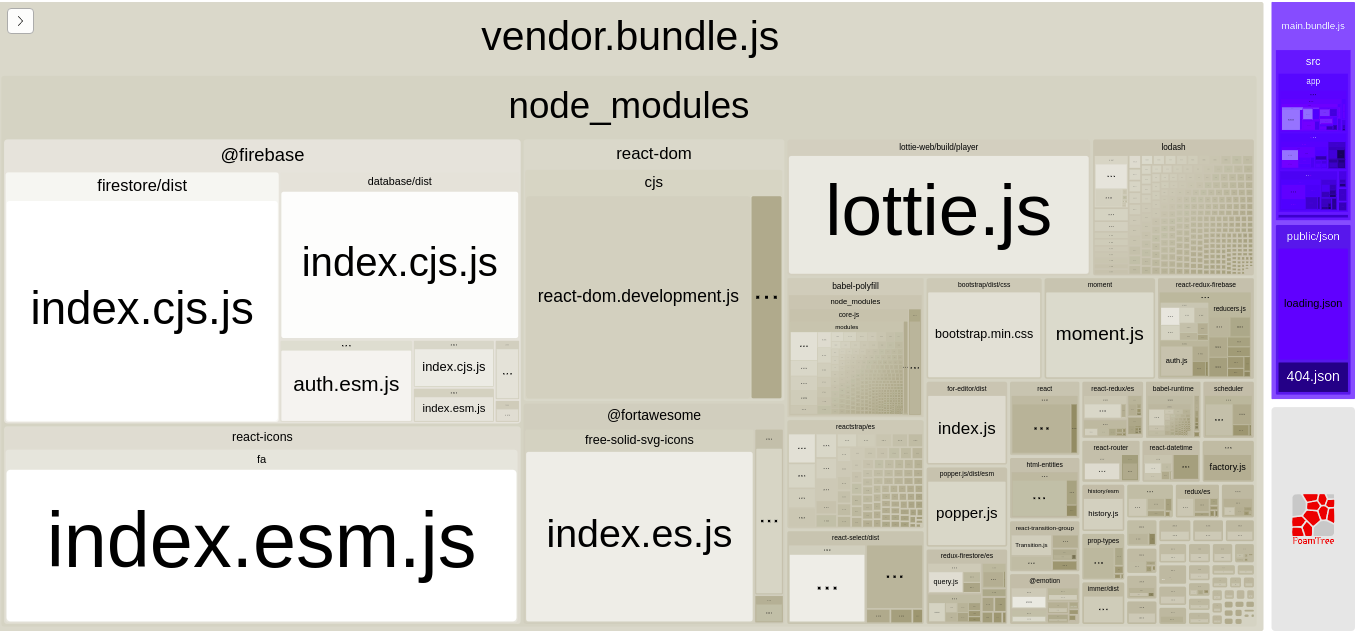 vendor.bundle.js
node_modules
@firebase
firestore/dist
index.cjs.js
database/dist
index.cjs.js
...
auth.esm.js
...
index.cjs.js
...
index.esm.js
...
react-icons
fa
index.esm.js
react-dom
cjs
react-dom.development.js
...
@fortawesome
free-solid-svg-icons
index.es.js
...
...
lottie-web/build/player
lottie.js
lodash
...
babel-polyfill
node_modules
core-js
modules
...
bootstrap/dist/css
bootstrap.min.css
moment
moment.js
react-redux-firebase
...
reducers.js
auth.js
reactstrap/es
...
for-editor/dist
index.js
react
...
react-redux/es
babel-runtime
scheduler
react-router
react-datetime
...
factory.js
popper.js/dist/esm
popper.js
html-entities
...
history/esm
history.js
redux/es
react-transition-group
Transition.js
prop-types
...
react-select/dist
...
...
redux-firestore/es
query.js
@emotion
immer/dist
...
main.bundle.js
src
app
public/json
loading.json
404.json
FoamTree